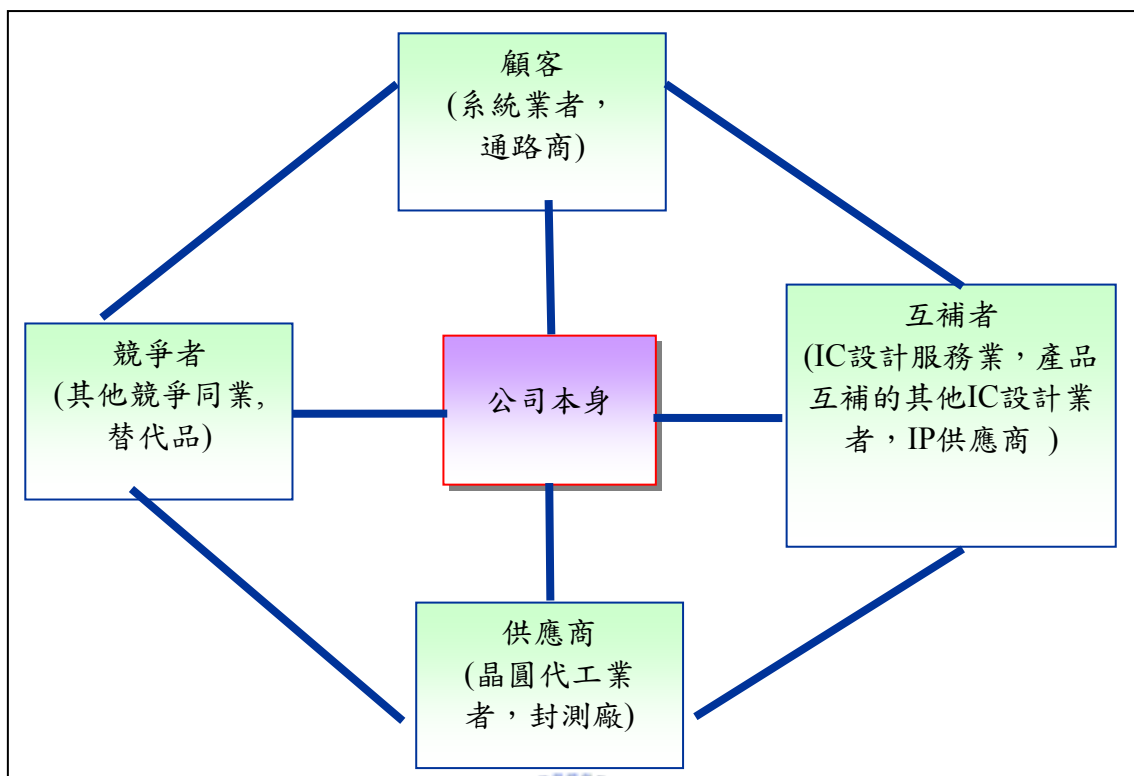 顧客
(系統業者，
通路商)
競爭者
(其他競爭同業,
替代品)
公司本身
互補者
(IC設計服務業，產品
互補的其他IC設計業
者，IP供應商 )
供應商
(晶圓代工業
者，封測廠)